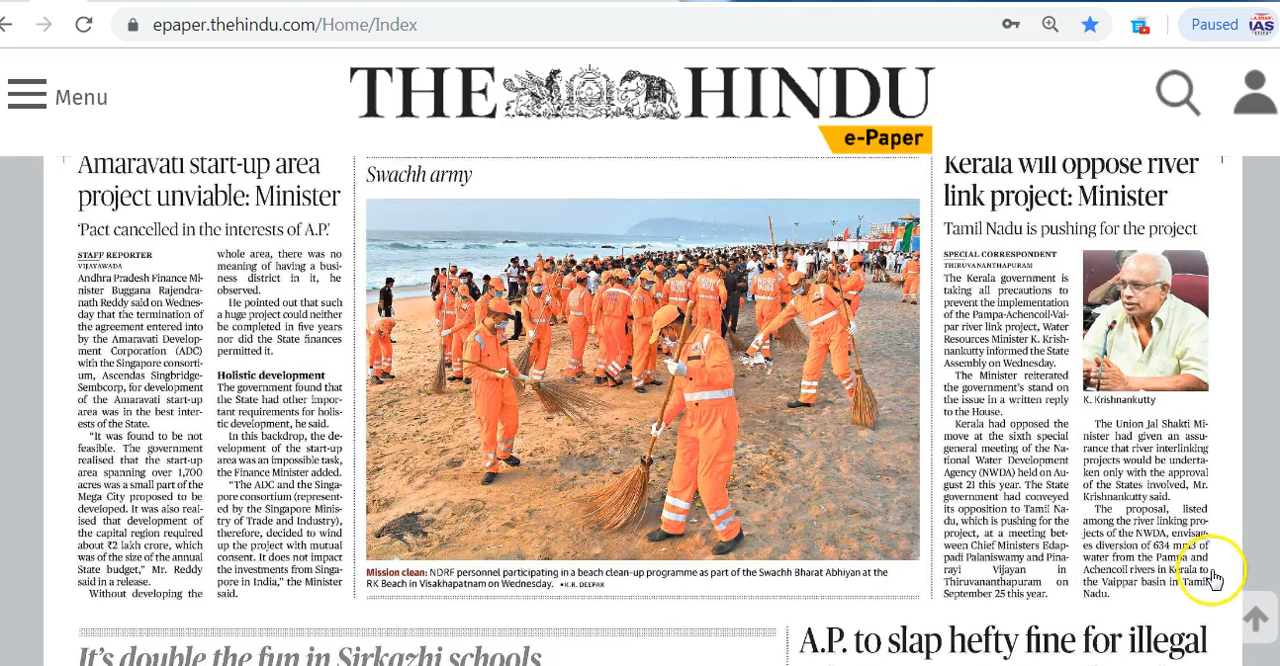 epaper.thehindu.com/Home/Index
Paused
IAS
Menu
THE HINDU
e-Paper
Amaravati start-up area
project unviable: Minister
'Pact cancelled in the interests of A.P.'
STAFF REPORTER
VIJAYAWADA
Andhra Pradesh Finance Mi-
nister Buggana Rajendra-
nath Reddy said on Wednes-
day that the termination of
the agreement entered into
by the Amaravati Develop-
ment Corporation (ADC)
with the Singapore consorti-
um, Ascendas Singbridge-
Sembcorp, for development
of the Amaravati start-up
area was in the best inter-
ests of the State.
"It was found to be not
feasible. The government
realised that the start-up
area spanning over 1,700
acres was a small part of the
Mega City proposed to be
developed. It was also real-
ised that development of
the capital region required
about ₹2 lakh crore, which
was of the size of the annual
State budget," Mr. Reddy
said in a release.
Without developing the
whole area, there was no
meaning of having a busi-
ness district in it, he
observed.
He pointed out that such
a huge project could neither
be completed in five years
nor did the State finances
permitted it.
Holistic development
The government found that
the State had other impor-
tant requirements for holis-
tic development, he said.
In this backdrop, the de-
velopment of the start-up
area was an impossible task,
the Finance Minister added.
"The ADC and the Singa-
pore consortium (represent-
ed by the Singapore Minis-
try of Trade and Industry),
therefore, decided to wind
up the project with mutual
consent. It does not impact
the investments from Singa-
pore in India," the Minister
said.
Swachh army
Mission clean: NDRF personnel participating in a beach clean-up programme as part of the Swachh Bharat Abhiyan at the
RK Beach in Visakhapatnam on Wednesday. ▪ K.R. DEEPAK
Kerala will oppose river
link project: Minister
Tamil Nadu is pushing for the project
SPECIAL CORRESPONDENT
THIRUVANANTHAPURAM
The Kerala government is
taking all precautions to
prevent the implementation
of the Pampa-Achencoil-Vai-
par river link project, Water
Resources Minister K. Krish-
nankutty informed the State
Assembly on Wednesday.
The Minister reiterated
the government's stand on
the issue in a written reply
to the House.
Kerala had opposed the
move at the sixth special
general meeting of the Na-
tional Water Development
Agency (NWDA) held on Au-
gust 21 this year. The State
government had conveyed
its opposition to Tamil Na-
du, which is pushing for the
project, at a meeting bet-
ween Chief Ministers Edap-
padi Palaniswamy and Pina-
rayi Vijayan in
Thiruvananthapuram on
September 25 this year.
K. Krishnankutty
The Union Jal Shakti Mi-
nister had given an assu-
rance that river interlinking
projects would be underta-
ken only with the approval
of the States involved, Mr.
Krishnankutty said.
The proposal, listed
among the river linking pro-
jects of the NWDA, envisag-
es diversion of 634 mm3 of
water from the Pampa and
Achencoil rivers in Kerala to
the Vaippar basin in Tamil
Nadu.
It's double the fun in Sirkazhi schools
A.P. to slap hefty fine for illegal